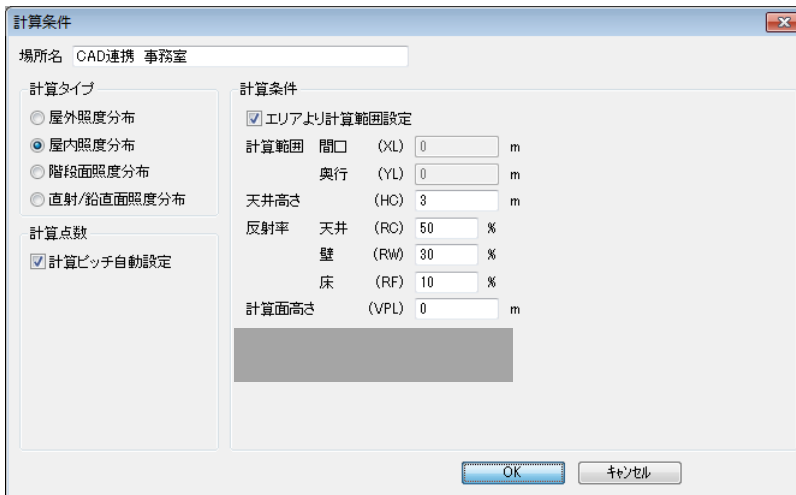 計算条件
場所名 CAD連携 事務室
計算タイプ
屋外照度分布
屋内照度分布
階段面照度分布
直射/鉛直面照度分布
計算点数
計算ピッチ自動設定
計算条件
エリアより計算範囲設定
計算範囲 間口 (XL) 0 m
奥行 (YL) 0 m
天井高さ (HC) 3 m
反射率 天井 (RC) 50 %
壁 (RW) 30 %
床 (RF) 10 %
計算面高さ (VPL) 0 m
OK キャンセル